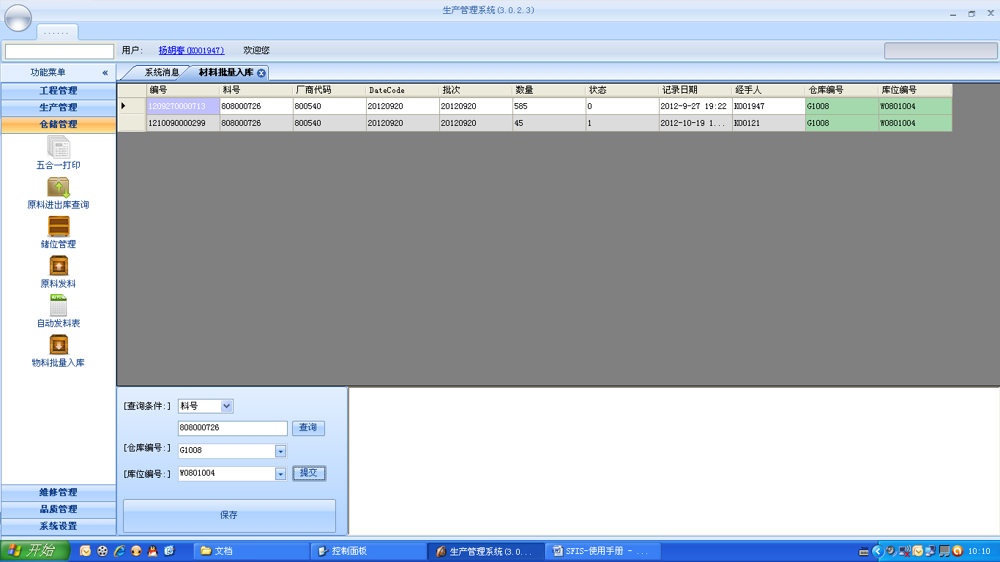 生产管理系统(3.0.2.3)
......
用户: 杨胡春(K001947) 欢迎您
功能菜单 «
系统消息 材料批量入库
工程管理
生产管理
仓储管理
五合一打印
原料进出库查询
储位管理
原料发料
AUTO
自动发料表
物料批量入库
维修管理
品质管理
系统设置
编号 料号 厂商代码 DateCode 批次 数量 状态 记录日期 经手人 仓库编号 库位编号
1209270000713 808000726 800540 20120920 20120920 585 0 2012-9-27 19:22 K001947 G1008 W0801004
1210090000299 808000726 800540 20120920 20120920 45 1 2012-10-19 1... K00121 G1008 W0801004
[查询条件:] 料号
808000726 查询
[仓库编号:] G1008
[库位编号:] W0801004 提交
保存
开始 文档 控制面板 生产管理系统(3.0... SFIS-使用手册 - ... 10:10